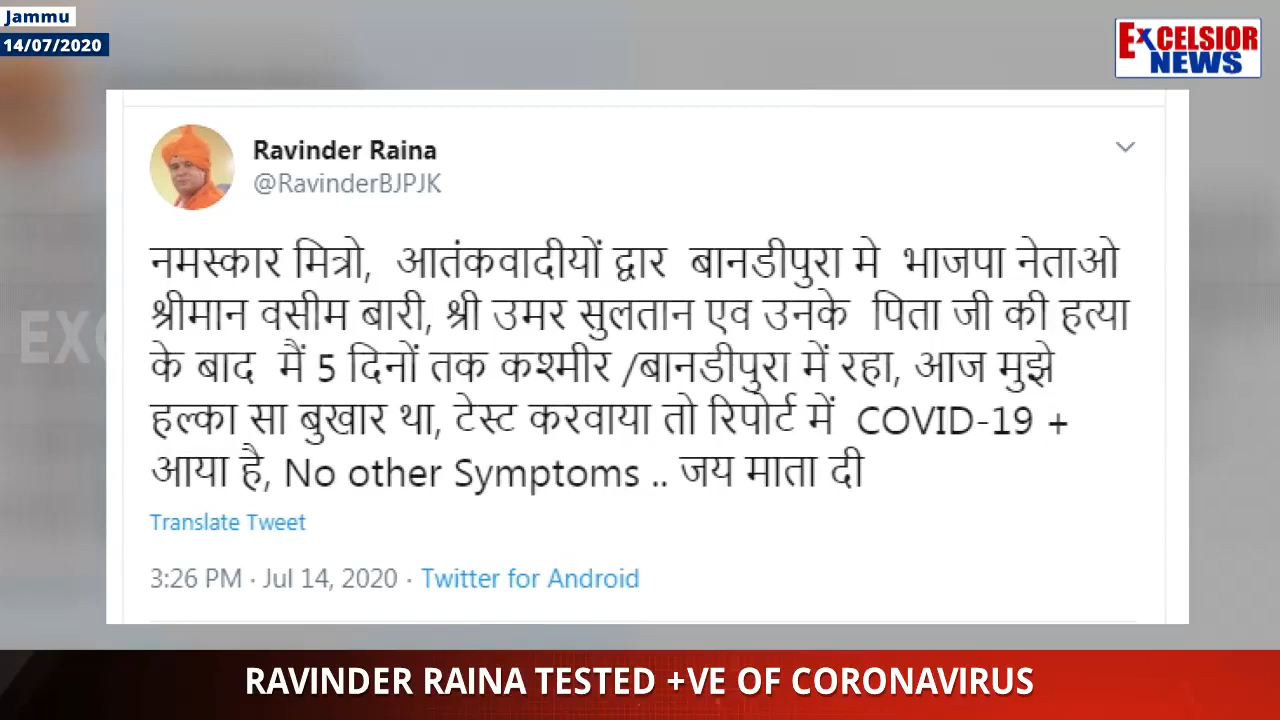 Jammu
14/07/2020
EXCELSIOR
NEWS
Ravinder Raina
@RavinderBJPJK
नमस्कार मित्रो, आतंकवादीयों द्वार बानडीपुरा मे भाजपा नेताओ
श्रीमान वसीम बारी, श्री उमर सुलतान एव उनके पिता जी की हत्या
के बाद मैं 5 दिनों तक कश्मीर /बानडीपुरा में रहा, आज मुझे
हल्का सा बुखार था, टेस्ट करवाया तो रिपोर्ट में COVID-19 +
आया है, No other Symptoms .. जय माता दी
Translate Tweet
3:26 PM · Jul 14, 2020 · Twitter for Android
RAVINDER RAINA TESTED +VE OF CORONAVIRUS